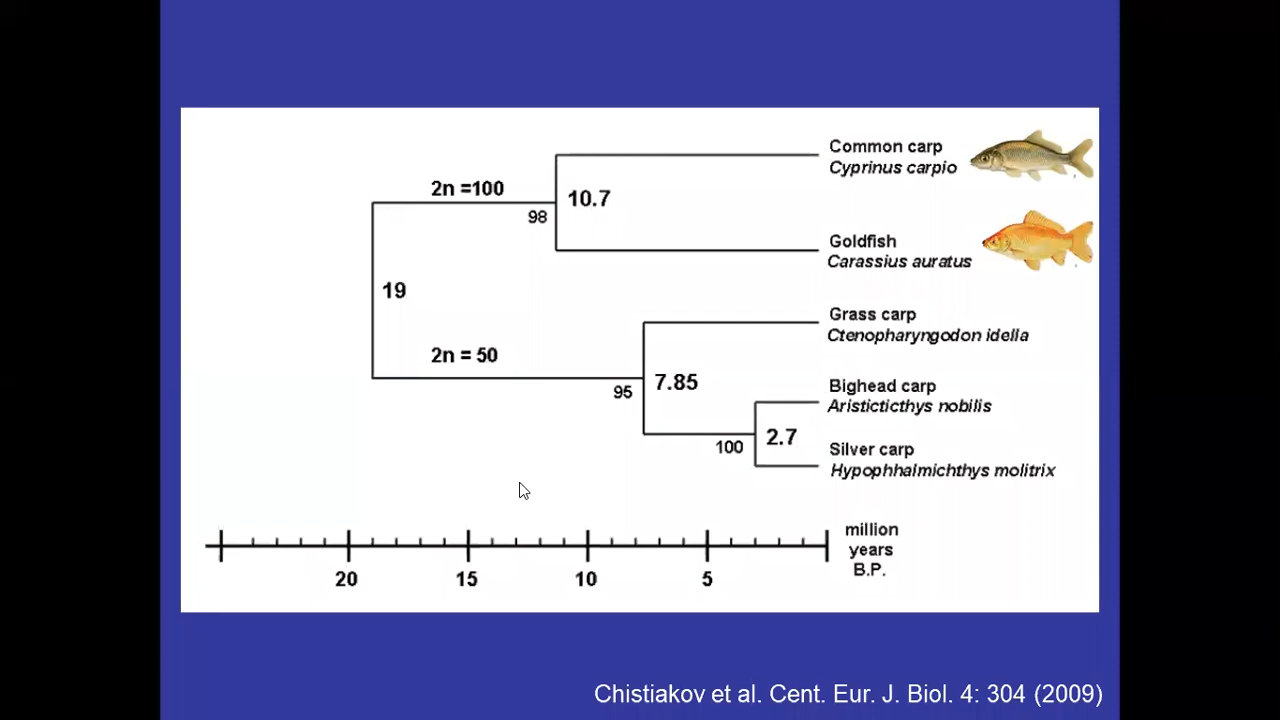 Common carp
Cyprinus carpio
2n =100
10.7
98
Goldfish
Carassius auratus
19
Grass carp
Ctenopharyngodon idella
2n = 50
7.85
95
Bighead carp
Aristicticthys nobilis
2.7
100
Silver carp
Hypophhalmichthys molitrix
million
years
B.P.
20 15 10 5
Chistiakov et al. Cent. Eur. J. Biol. 4: 304 (2009)